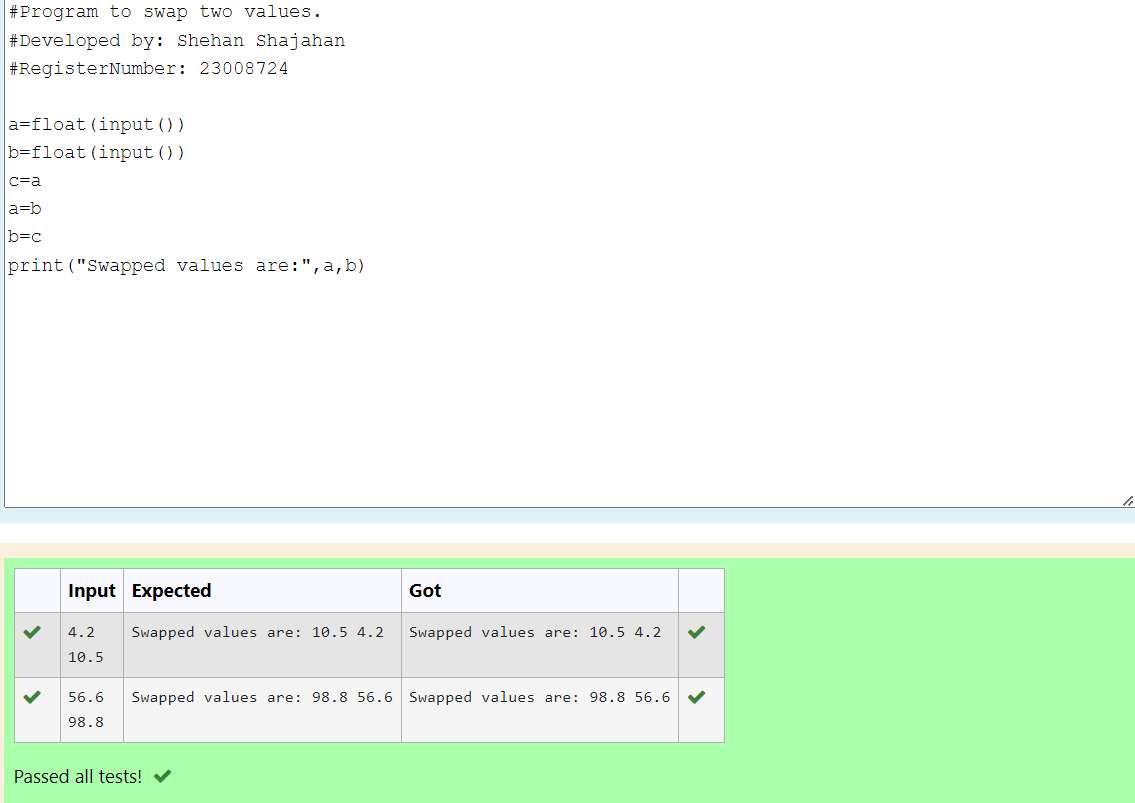 #Program to swap two values.
#Developed by: Shehan Shajahan
#RegisterNumber: 23008724
a=float(input())
b=float(input())
c=a
a=b
b=c
print("Swapped values are:",a,b)
Input Expected Got
4.2 Swapped values are: 10.5 4.2 Swapped values are: 10.5 4.2
10.5
56.6 Swapped values are: 98.8 56.6 Swapped values are: 98.8 56.6
98.8
Passed all tests!